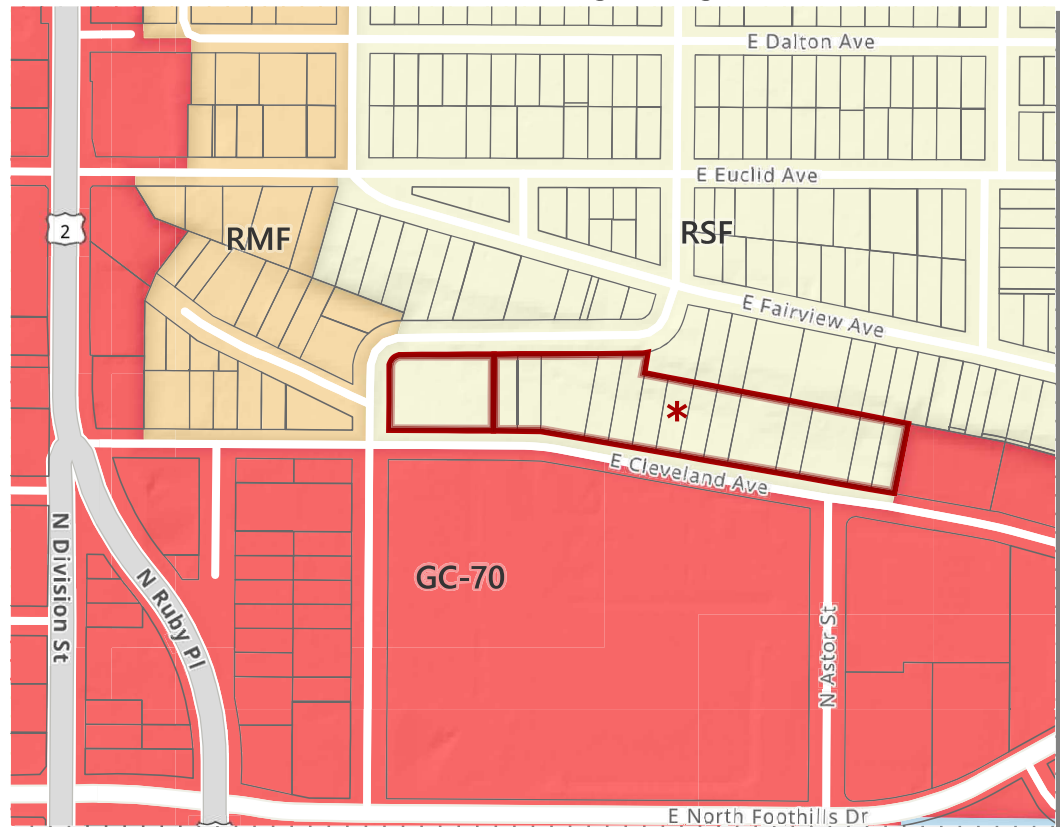 E Dalton Ave
E Euclid Ave
2
RMF
RSF
E Fairview Ave
*
E Cleveland Ave
GC-70
N Division St
N Ruby Pl
N Astor St
E North Foothills Dr